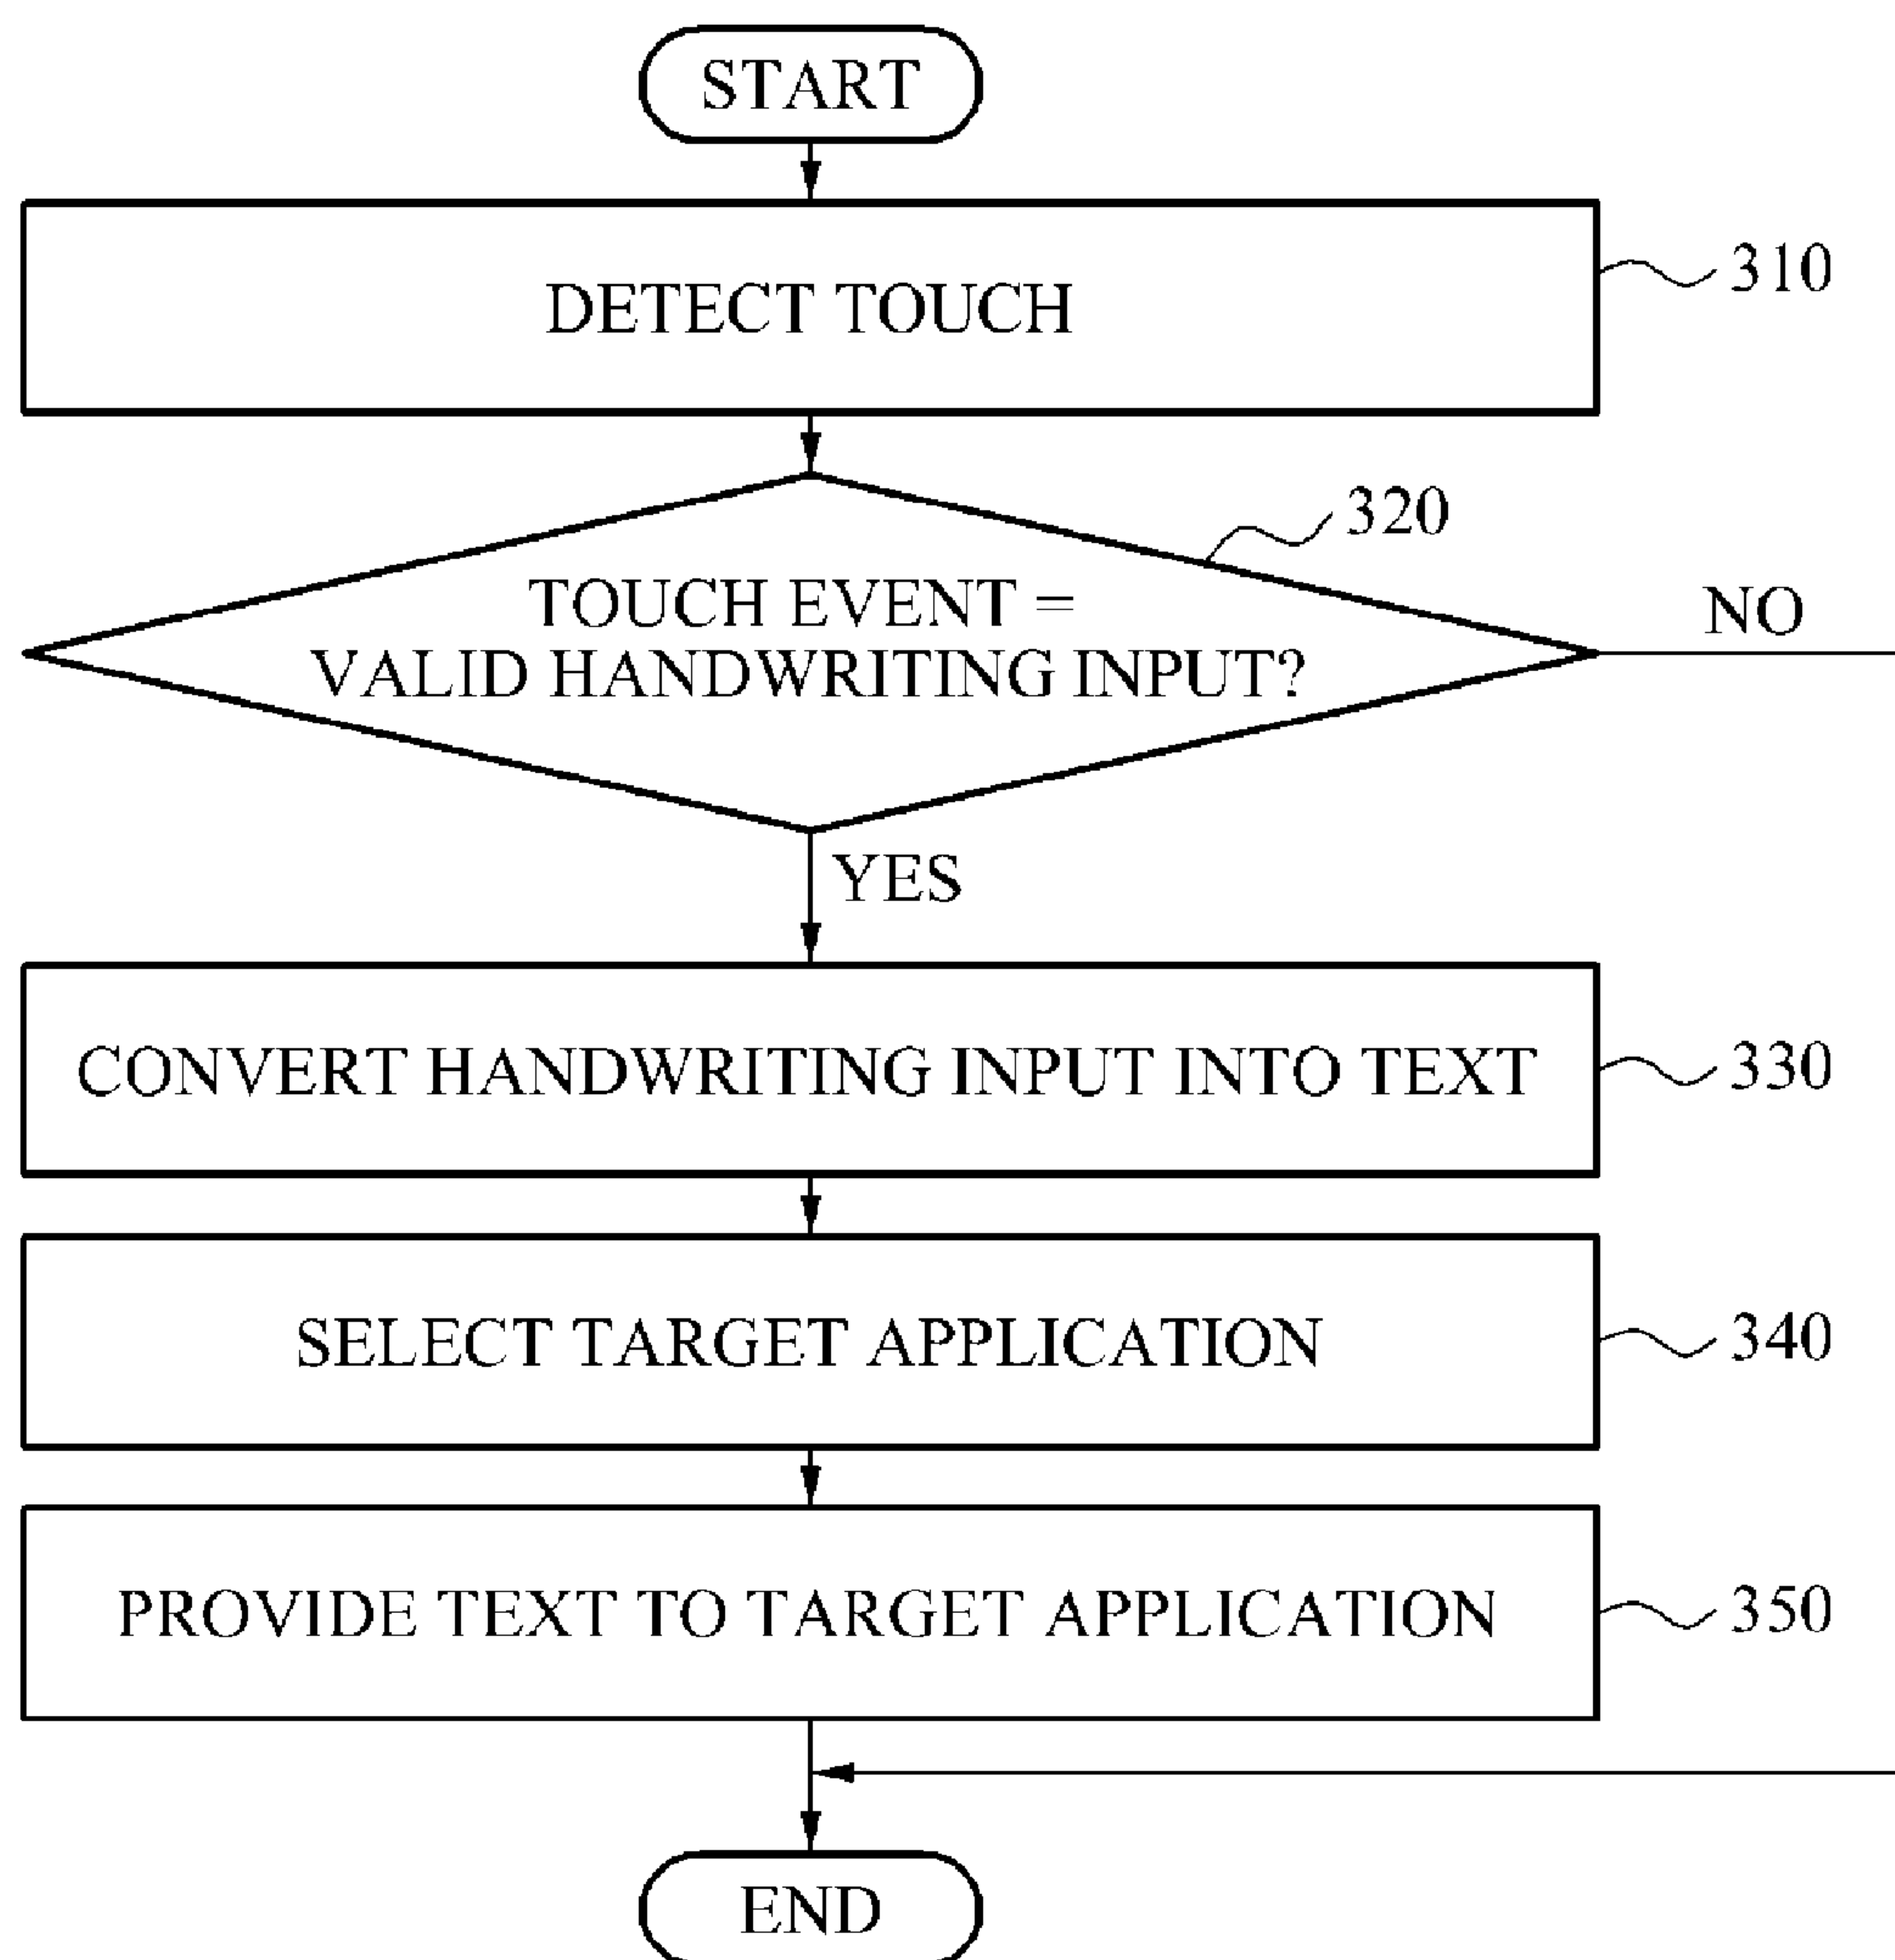 START
DETECT TOUCH
310
320
TOUCH EVENT =
VALID HANDWRITING INPUT?
NO
YES
CONVERT HANDWRITING INPUT INTO TEXT
330
SELECT TARGET APPLICATION
340
PROVIDE TEXT TO TARGET APPLICATION
350
END